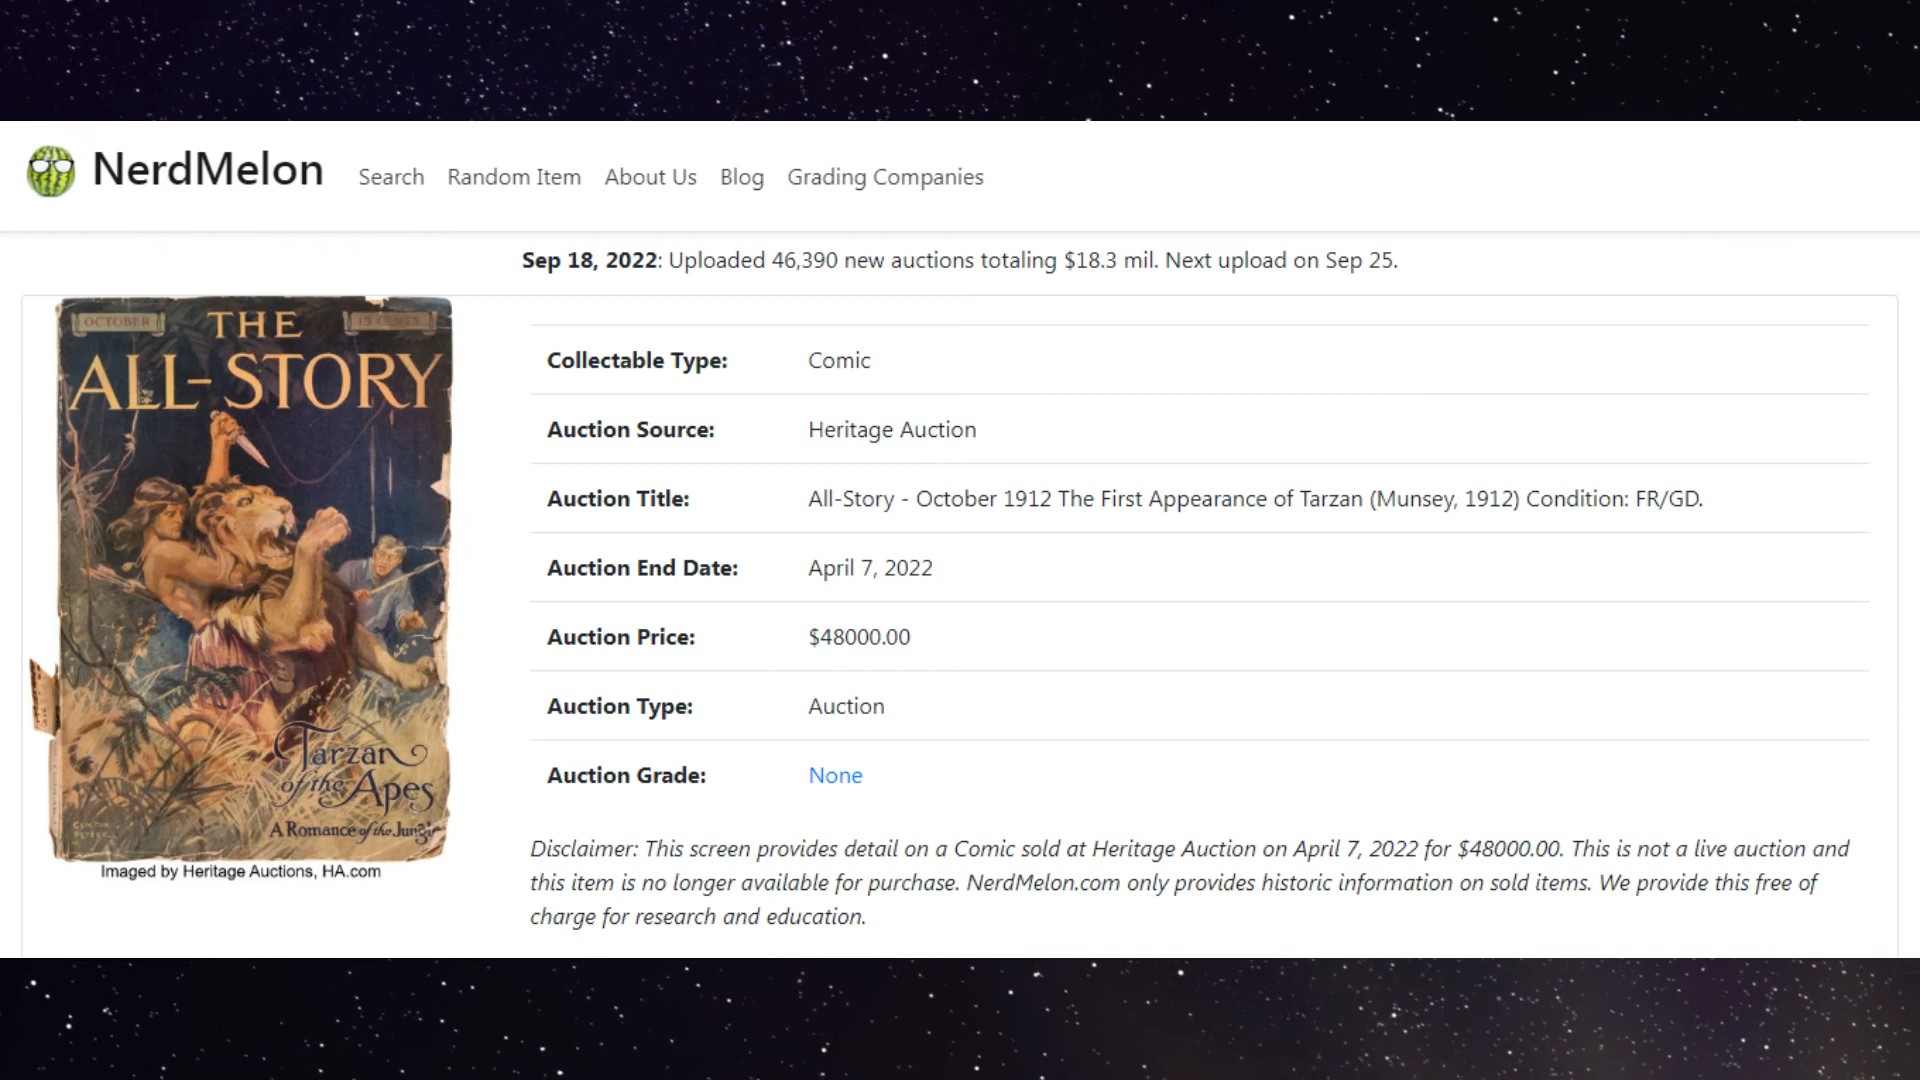 NerdMelon
Search Random Item About Us Blog Grading Companies
Sep 18, 2022: Uploaded 46,390 new auctions totaling $18.3 mil. Next upload on Sep 25.
OCTOBER
15 CENTS
THE
ALL-STORY
Tarzan
of the Apes
A Romance of the Jungle
Imaged by Heritage Auctions, HA.com
Collectable Type: Comic
Auction Source: Heritage Auction
Auction Title: All-Story - October 1912 The First Appearance of Tarzan (Munsey, 1912) Condition: FR/GD.
Auction End Date: April 7, 2022
Auction Price: $48000.00
Auction Type: Auction
Auction Grade: None
Disclaimer: This screen provides detail on a Comic sold at Heritage Auction on April 7, 2022 for $48000.00. This is not a live auction and
this item is no longer available for purchase. NerdMelon.com only provides historic information on sold items. We provide this free of
charge for research and education.